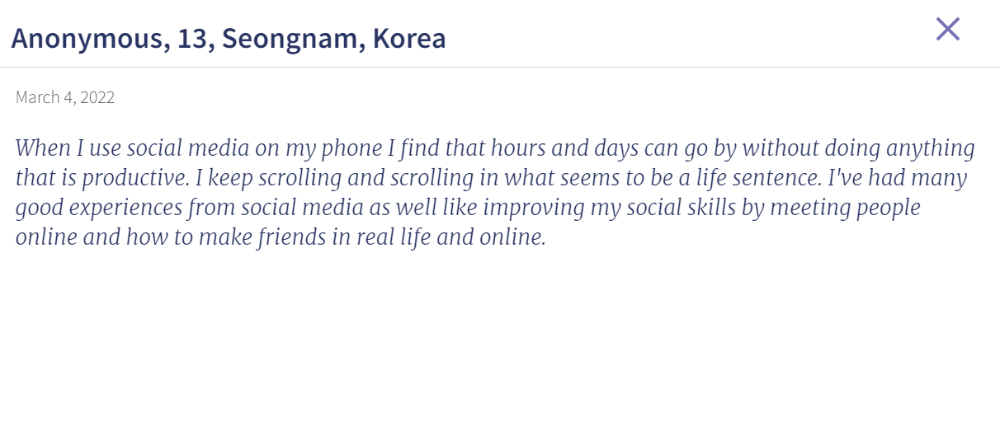 Anonymous, 13, Seongnam, Korea
March 4, 2022
When I use social media on my phone I find that hours and days can go by without doing anything
that is productive. I keep scrolling and scrolling in what seems to be a life sentence. I've had many
good experiences from social media as well like improving my social skills by meeting people
online and how to make friends in real life and online.